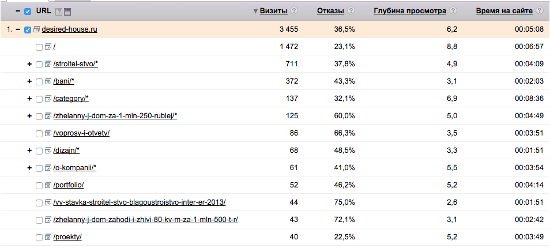 URL ▼ Визиты ? Отказы ? Глубина просмотра ? Время на сайте ?
1. − desired-house.ru 3 455 36,5% 6,2 00:05:08
/ 1 472 23,1% 8,8 00:06:57
+ /stroitel-stvo/* 711 37,8% 4,9 00:04:09
+ /bani/* 372 43,3% 3,1 00:02:03
+ /category/* 137 32,1% 6,9 00:08:36
+ /zhelanny-j-dom-za-1-mln-250-rublej/* 125 60,0% 5,0 00:04:49
/voprosy-i-otvety/ 86 66,3% 3,5 00:03:51
+ /dizajn/* 68 48,5% 3,3 00:01:51
+ /o-kompanii/* 61 41,0% 5,5 00:03:54
/portfolio/ 52 46,2% 5,2 00:04:14
/vy-stavka-stroitel-stvo-blagoustrojstvo-inter-er-2013/ 44 75,0% 2,6 00:01:51
/zhelanny-j-dom-zahodi-i-zhivi-80-kv-m-za-1-mln-500-t-r/ 43 72,1% 3,1 00:02:42
/proekty/ 40 22,5% 5,2 00:03:49